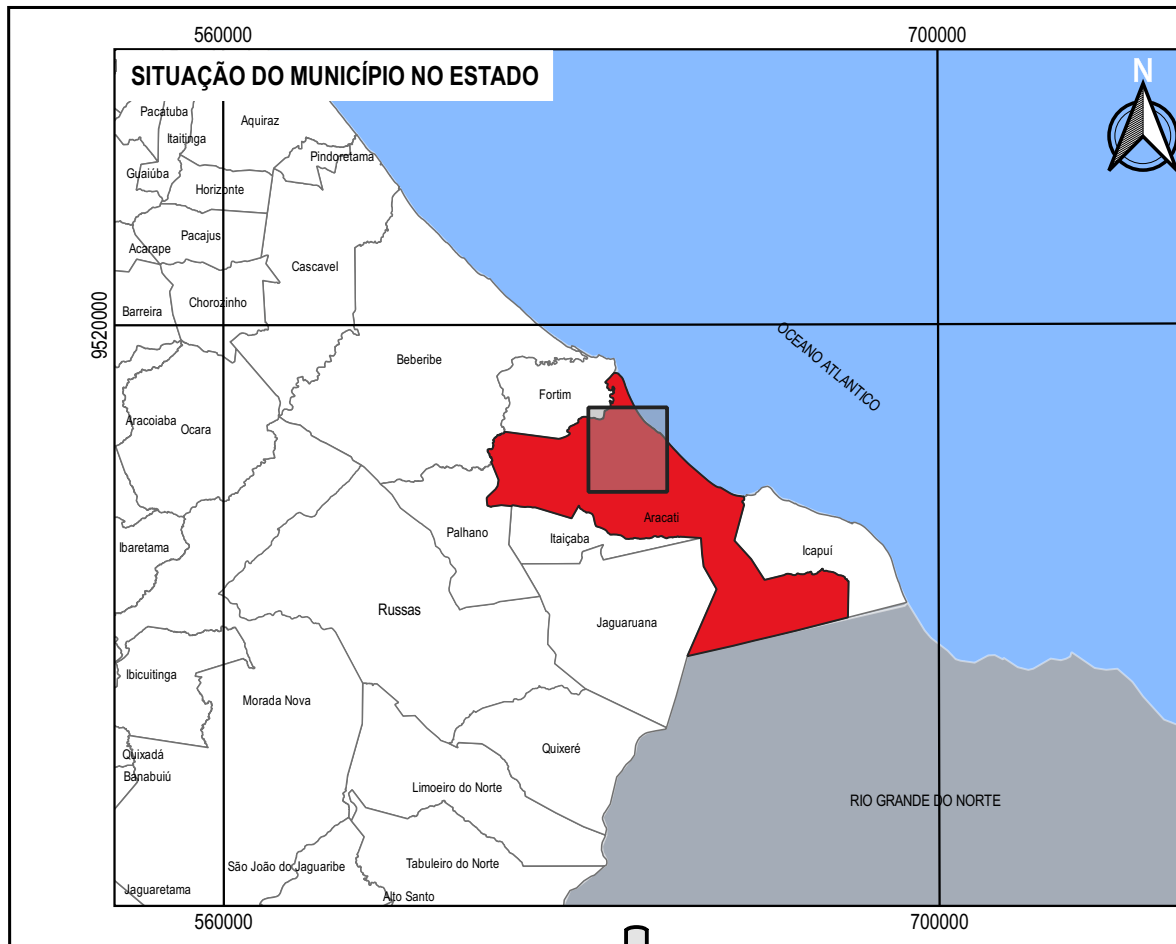 560000
700000
SITUAÇÃO DO MUNICÍPIO NO ESTADO
N
Pacatuba
Aquiraz
Itaitinga
Pindoretama
Guaiúba
Horizonte
Pacajus
Acarape
Cascavel
Chorozinho
Barreira
9520000
OCEANO ATLANTICO
Beberibe
Fortim
Aracoiaba
Ocara
Aracati
Palhano
Itaiçaba
Ibaretama
Icapuí
Russas
Jaguaruana
Ibicuitinga
Morada Nova
Quixeré
Quixadá
Banabuiú
Limoeiro do Norte
RIO GRANDE DO NORTE
São João do Jaguaribe
Tabuleiro do Norte
Jaguaretama
Alto Santo
560000
700000